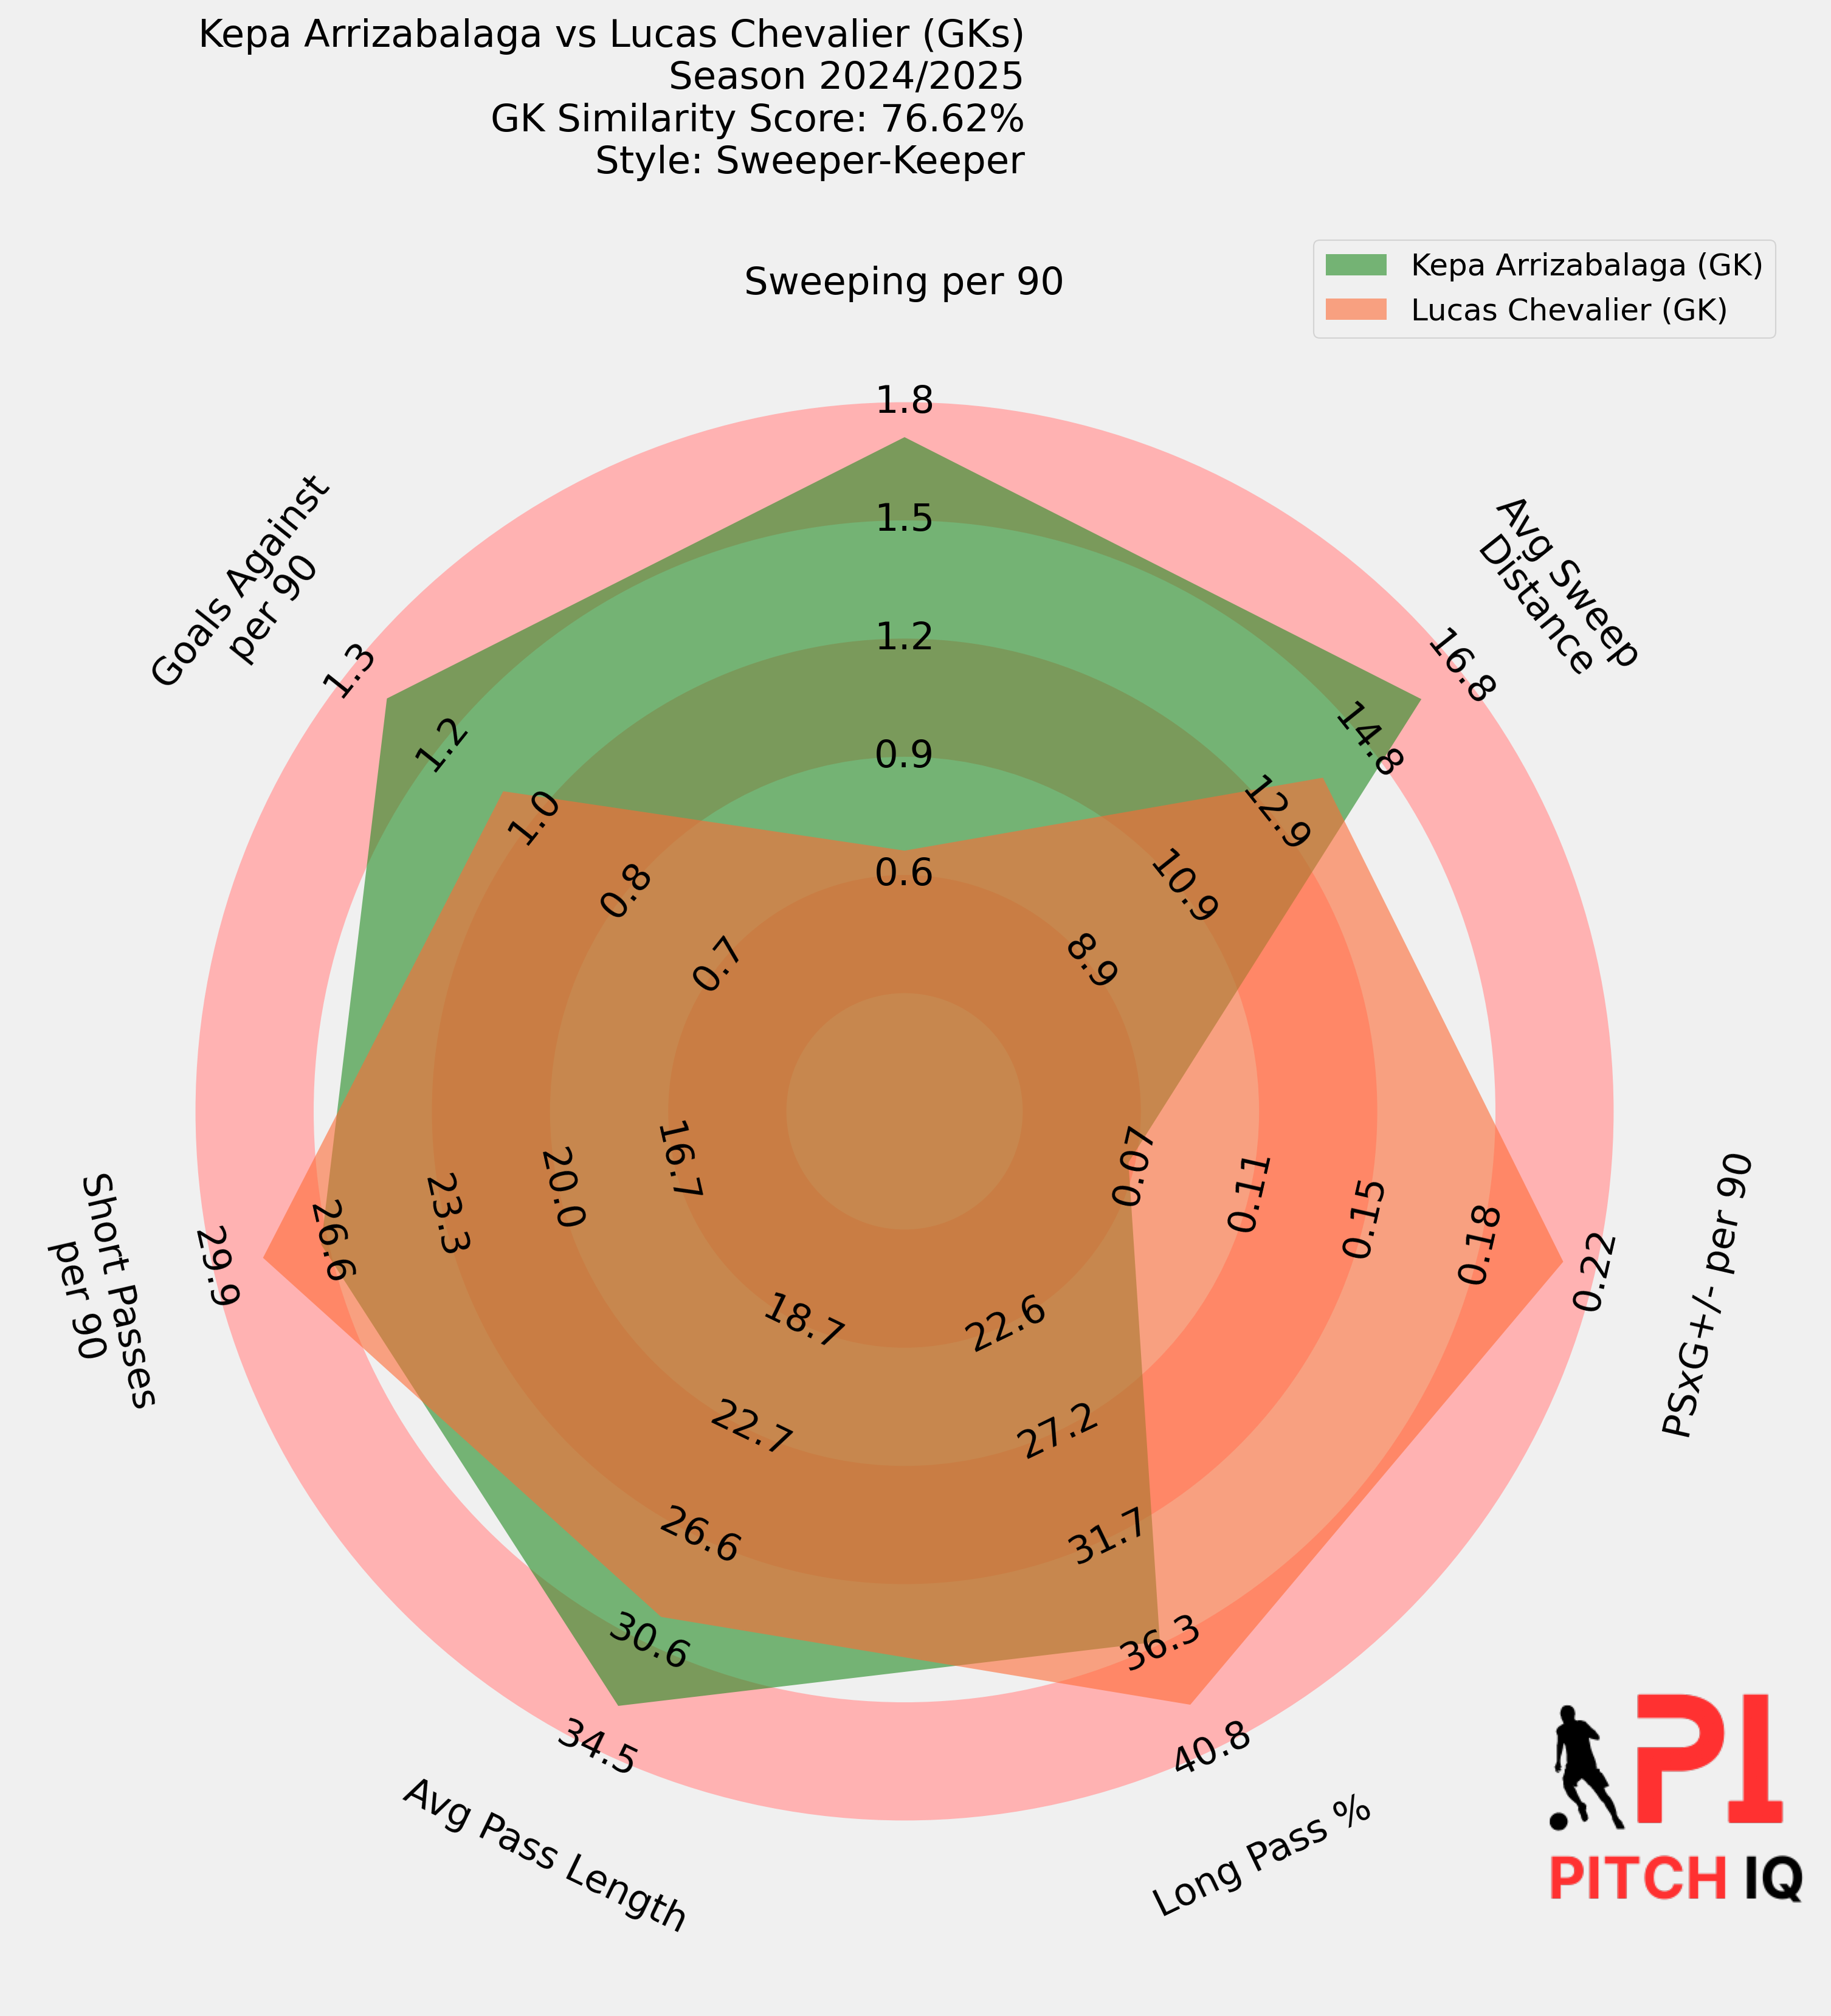 Kepa Arrizabalaga vs Lucas Chevalier (GKs)
Season 2024/2025
GK Similarity Score: 76.62%
Style: Sweeper-Keeper
Kepa Arrizabalaga (GK)
Lucas Chevalier (GK)
Sweeping per 90
1.8
1.5
1.2
0.9
0.6
Avg Sweep
Distance
16.8
14.8
12.9
10.9
8.9
PSxG+/- per 90
0.07
0.11
0.15
0.18
0.22
Long Pass %
22.6
27.2
31.7
36.3
40.8
Avg Pass Length
18.7
22.7
26.6
30.6
34.5
Short Passes
per 90
29.9
26.6
23.3
20.0
16.7
Goals Against
per 90
1.3
1.2
1.0
0.8
0.7
PI
PITCH IQ